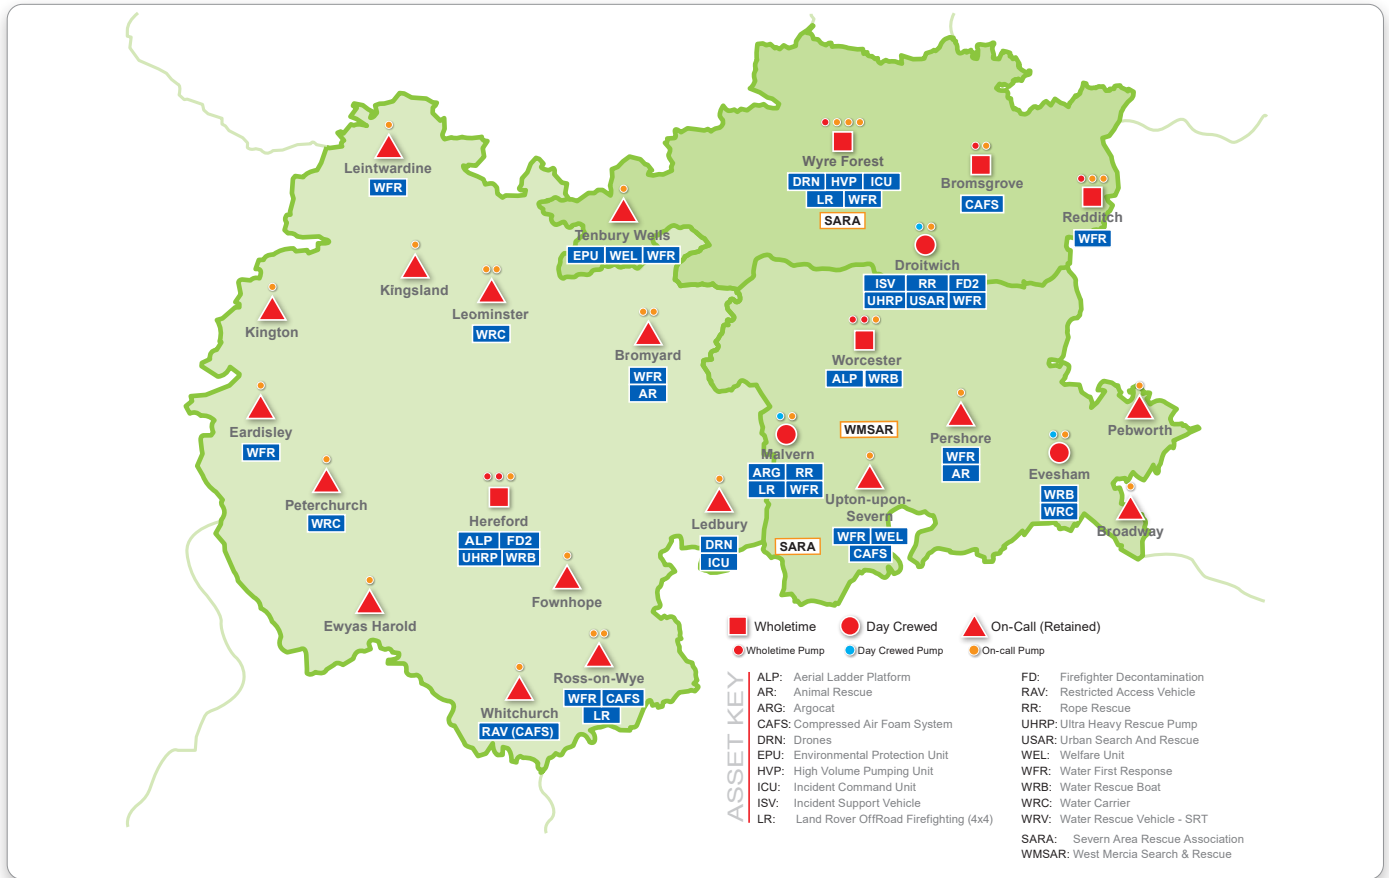 Leintwardine
WFR
Wyre Forest
DRN HVP ICU
LR WFR
SARA
Bromsgrove
CAFS
Redditch
WFR
Tenbury Wells
EPU WEL WFR
Droitwich
ISV RR FD2
UHRP USAR WFR
Kingsland
Leominster
WRC
Kington
Bromyard
WFR
AR
Worcester
ALP WRB
Eardisley
WFR
Malvern
ARG RR
LR WFR
WMSAR
Pershore
WFR
AR
Pebworth
Evesham
WRB
WRC
Peterchurch
WRC
Hereford
ALP FD2
UHRP WRB
Ledbury
DRN
ICU
Upton-upon-
Severn
WFR WEL
CAFS
SARA
Broadway
Fownhope
Ewyas Harold
Ross-on-Wye
WFR CAFS
LR
Whitchurch
RAV (CAFS)
Wholetime Day Crewed On-Call (Retained)
Wholetime Pump Day Crewed Pump On-call Pump
ASSET KEY
ALP: Aerial Ladder Platform
AR: Animal Rescue
ARG: Argocat
CAFS: Compressed Air Foam System
DRN: Drones
EPU: Environmental Protection Unit
HVP: High Volume Pumping Unit
ICU: Incident Command Unit
ISV: Incident Support Vehicle
LR: Land Rover OffRoad Firefighting (4x4)
FD: Firefighter Decontamination
RAV: Restricted Access Vehicle
RR: Rope Rescue
UHRP: Ultra Heavy Rescue Pump
USAR: Urban Search And Rescue
WEL: Welfare Unit
WFR: Water First Response
WRB: Water Rescue Boat
WRC: Water Carrier
WRV: Water Rescue Vehicle - SRT
SARA: Severn Area Rescue Association
WMSAR: West Mercia Search & Rescue